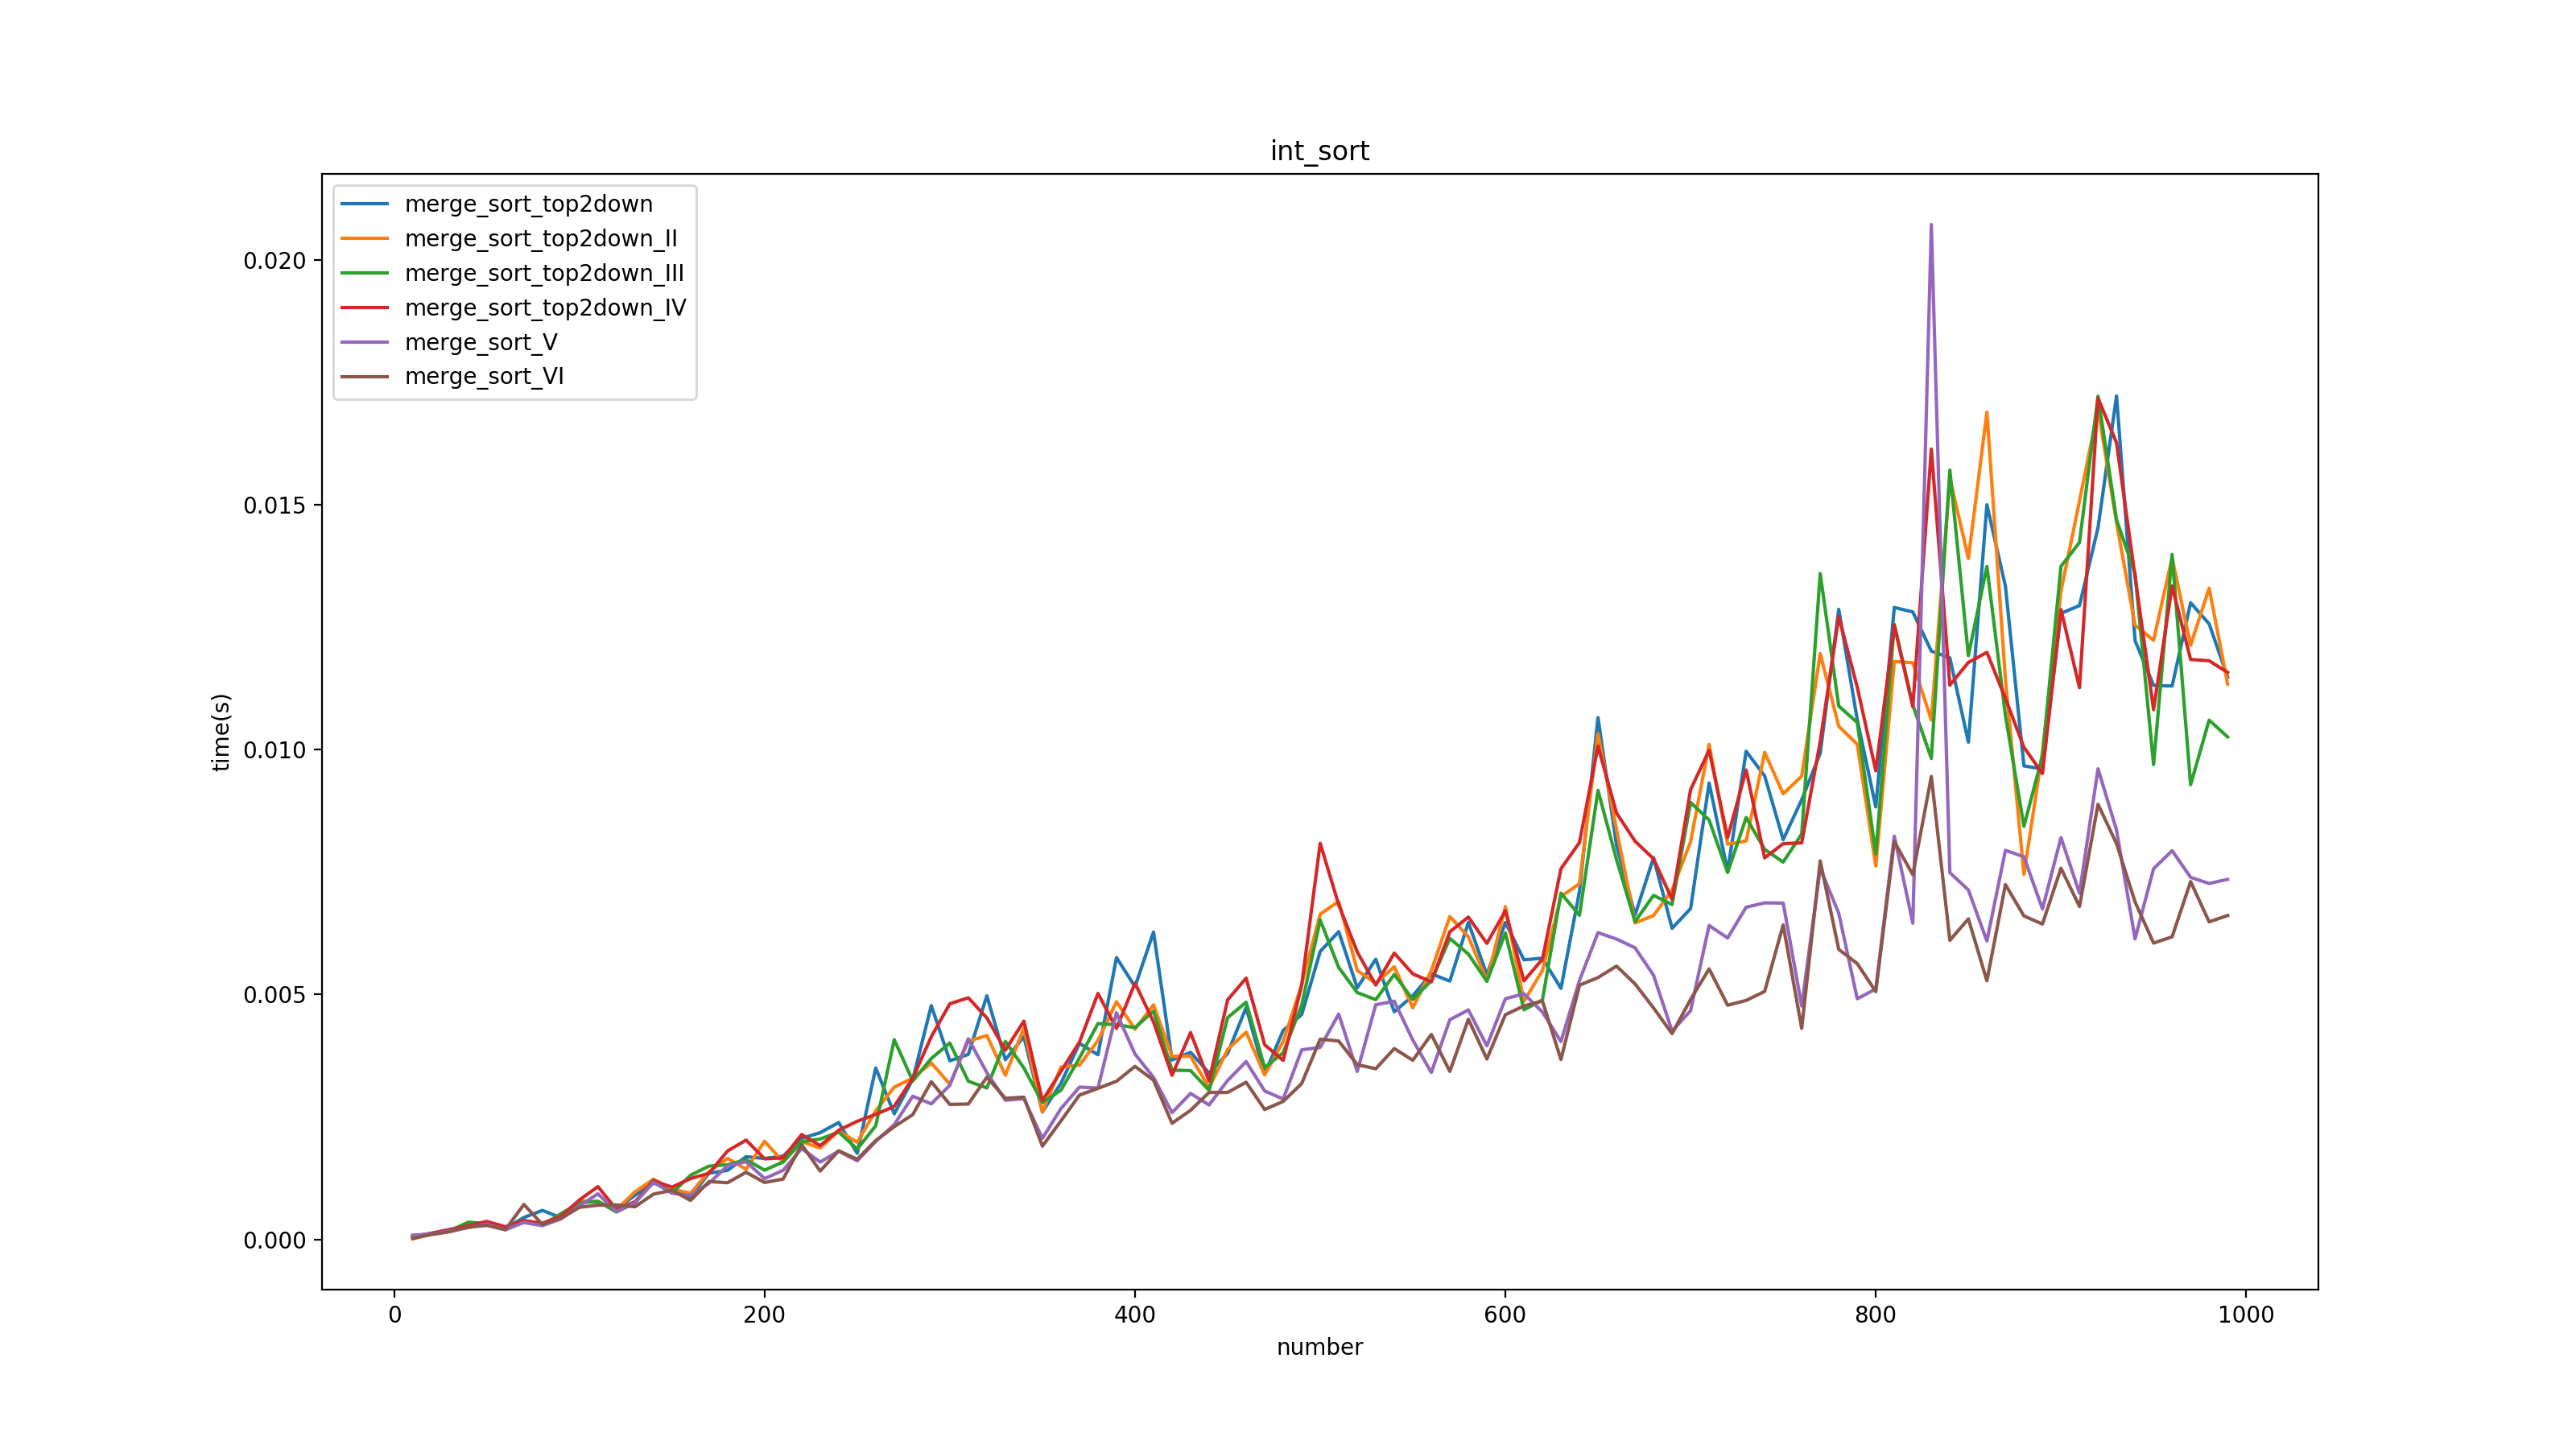 int_sort
merge_sort_top2down
merge_sort_top2down_II
merge_sort_top2down_III
merge_sort_top2down_IV
merge_sort_V
merge_sort_VI
0.020
0.015
0.010
0.005
0.000
time(s)
0 200 400 600 800 1000
number